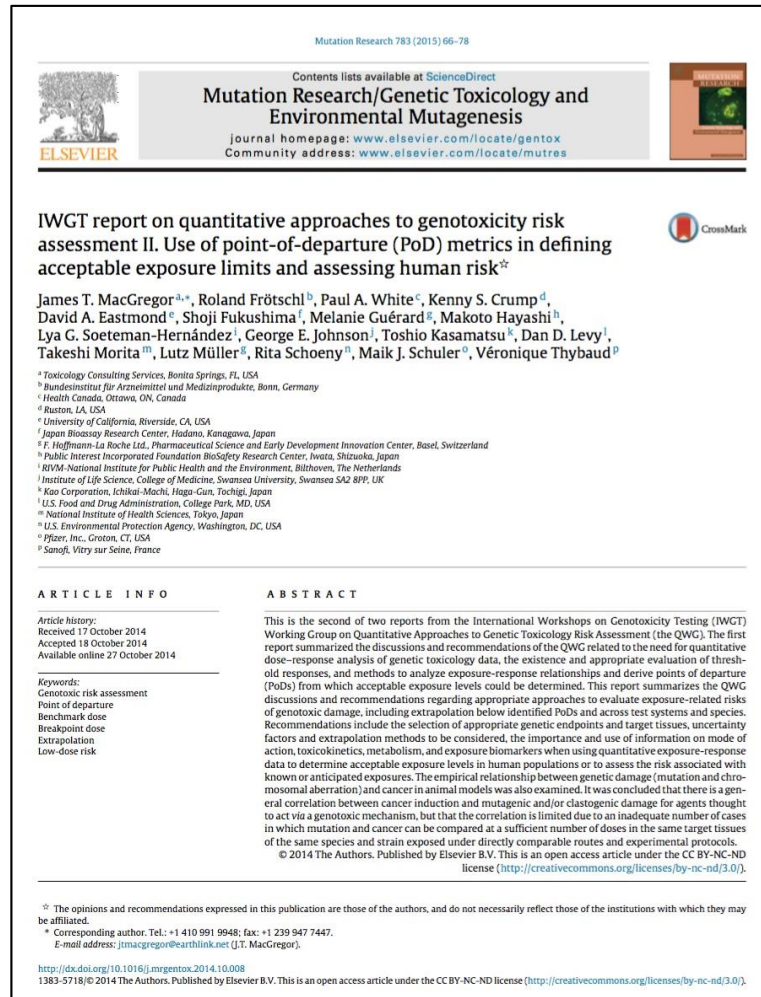 Mutation Research 783 (2015) 66–78
Contents lists available at ScienceDirect
Mutation Research/Genetic Toxicology and
Environmental Mutagenesis
journal homepage: www.elsevier.com/locate/gentox
Community address: www.elsevier.com/locate/mutres
ELSEVIER
MUTATION
RESEARCH
IWGT report on quantitative approaches to genotoxicity risk
assessment II. Use of point-of-departure (PoD) metrics in defining
acceptable exposure limits and assessing human risk☆
CrossMark
James T. MacGregor a,*, Roland Frötschl b, Paul A. White c, Kenny S. Crump d,
David A. Eastmond e, Shoji Fukushima f, Melanie Guérard g, Makoto Hayashi h,
Lya G. Soeteman-Hernández i, George E. Johnson j, Toshio Kasamatsu k, Dan D. Levy l,
Takeshi Morita m, Lutz Müller g, Rita Schoeny n, Maik J. Schuler o, Véronique Thybaud p
a Toxicology Consulting Services, Bonita Springs, FL, USA
b Bundesinstitut für Arzneimittel und Medizinprodukte, Bonn, Germany
c Health Canada, Ottawa, ON, Canada
d Ruston, LA, USA
e University of California, Riverside, CA, USA
f Japan Bioassay Research Center, Hadano, Kanagawa, Japan
g F. Hoffmann-La Roche Ltd., Pharmaceutical Science and Early Development Innovation Center, Basel, Switzerland
h Public Interest Incorporated Foundation BioSafety Research Center, Iwata, Shizuoka, Japan
i RIVM-National Institute for Public Health and the Environment, Bilthoven, The Netherlands
j Institute of Life Science, College of Medicine, Swansea University, Swansea SA2 8PP, UK
k Kao Corporation, Ichikai-Machi, Haga-Gun, Tochigi, Japan
l U.S. Food and Drug Administration, College Park, MD, USA
m National Institute of Health Sciences, Tokyo, Japan
n U.S. Environmental Protection Agency, Washington, DC, USA
o Pfizer, Inc., Groton, CT, USA
p Sanofi, Vitry sur Seine, France
ARTICLE INFO
Article history:
Received 17 October 2014
Accepted 18 October 2014
Available online 27 October 2014
Keywords:
Genotoxic risk assessment
Point of departure
Benchmark dose
Breakpoint dose
Extrapolation
Low-dose risk
ABSTRACT
This is the second of two reports from the International Workshops on Genotoxicity Testing (IWGT)
Working Group on Quantitative Approaches to Genetic Toxicology Risk Assessment (the QWG). The first
report summarized the discussions and recommendations of the QWG related to the need for quantitative
dose–response analysis of genetic toxicology data, the existence and appropriate evaluation of thresh-
old responses, and methods to analyze exposure-response relationships and derive points of departure
(PoDs) from which acceptable exposure levels could be determined. This report summarizes the QWG
discussions and recommendations regarding appropriate approaches to evaluate exposure-related risks
of genotoxic damage, including extrapolation below identified PoDs and across test systems and species.
Recommendations include the selection of appropriate genetic endpoints and target tissues, uncertainty
factors and extrapolation methods to be considered, the importance and use of information on mode of
action, toxicokinetics, metabolism, and exposure biomarkers when using quantitative exposure-response
data to determine acceptable exposure levels in human populations or to assess the risk associated with
known or anticipated exposures. The empirical relationship between genetic damage (mutation and chro-
mosomal aberration) and cancer in animal models was also examined. It was concluded that there is a gen-
eral correlation between cancer induction and mutagenic and/or clastogenic damage for agents thought
to act via a genotoxic mechanism, but that the correlation is limited due to an inadequate number of cases
in which mutation and cancer can be compared at a sufficient number of doses in the same target tissues
of the same species and strain exposed under directly comparable routes and experimental protocols.
© 2014 The Authors. Published by Elsevier B.V. This is an open access article under the CC BY-NC-ND
license (http://creativecommons.org/licenses/by-nc-nd/3.0/).
☆ The opinions and recommendations expressed in this publication are those of the authors, and do not necessarily reflect those of the institutions with which they may
be affiliated.
* Corresponding author. Tel.: +1 410 991 9948; fax: +1 239 947 7447.
E-mail address: jtmacgregor@earthlink.net (J.T. MacGregor).
http://dx.doi.org/10.1016/j.mrgentox.2014.10.008
1383-5718/© 2014 The Authors. Published by Elsevier B.V. This is an open access article under the CC BY-NC-ND license (http://creativecommons.org/licenses/by-nc-nd/3.0/).